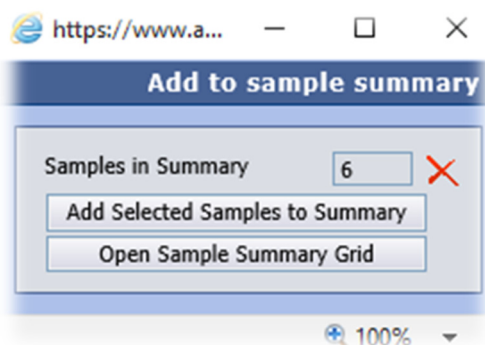 https://www.a...
Add to sample summary
Samples in Summary 6
Add Selected Samples to Summary
Open Sample Summary Grid
100%